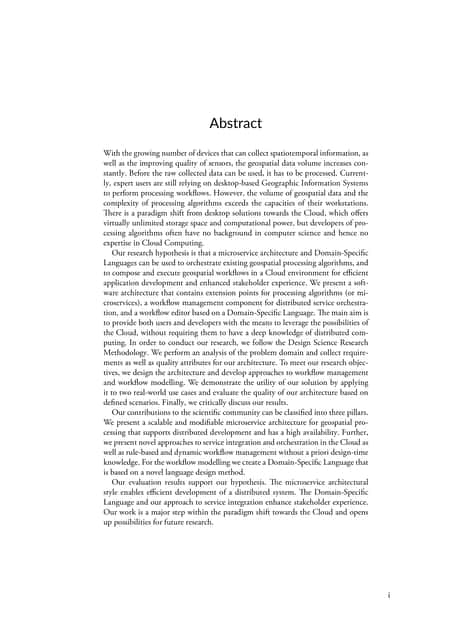 Abstract
With the growing number of devices that can collect spatiotemporal information, as
well as the improving quality of sensors, the geospatial data volume increases con-
stantly. Before the raw collected data can be used, it has to be processed. Current-
ly, expert users are still relying on desktop-based Geographic Information Systems
to perform processing workflows. However, the volume of geospatial data and the
complexity of processing algorithms exceeds the capacities of their workstations.
There is a paradigm shift from desktop solutions towards the Cloud, which offers
virtually unlimited storage space and computational power, but developers of pro-
cessing algorithms often have no background in computer science and hence no
expertise in Cloud Computing.
Our research hypothesis is that a microservice architecture and Domain-Specific
Languages can be used to orchestrate existing geospatial processing algorithms, and
to compose and execute geospatial workflows in a Cloud environment for efficient
application development and enhanced stakeholder experience. We present a soft-
ware architecture that contains extension points for processing algorithms (or mi-
croservices), a workflow management component for distributed service orchestra-
tion, and a workflow editor based on a Domain-Specific Language. The main aim is
to provide both users and developers with the means to leverage the possibilities of
the Cloud, without requiring them to have a deep knowledge of distributed com-
puting. In order to conduct our research, we follow the Design Science Research
Methodology. We perform an analysis of the problem domain and collect require-
ments as well as quality attributes for our architecture. To meet our research objec-
tives, we design the architecture and develop approaches to workflow management
and workflow modelling. We demonstrate the utility of our solution by applying
it to two real-world use cases and evaluate the quality of our architecture based on
defined scenarios. Finally, we critically discuss our results.
Our contributions to the scientific community can be classified into three pillars.
We present a scalable and modifiable microservice architecture for geospatial pro-
cessing that supports distributed development and has a high availability. Further,
we present novel approaches to service integration and orchestration in the Cloud as
well as rule-based and dynamic workflow management without a priori design-time
knowledge. For the workflow modelling we create a Domain-Specific Language that
is based on a novel language design method.
Our evaluation results support our hypothesis. The microservice architectural
style enables efficient development of a distributed system. The Domain-Specific
Language and our approach to service integration enhance stakeholder experience.
Our work is a major step within the paradigm shift towards the Cloud and opens
up possibilities for future research.
i